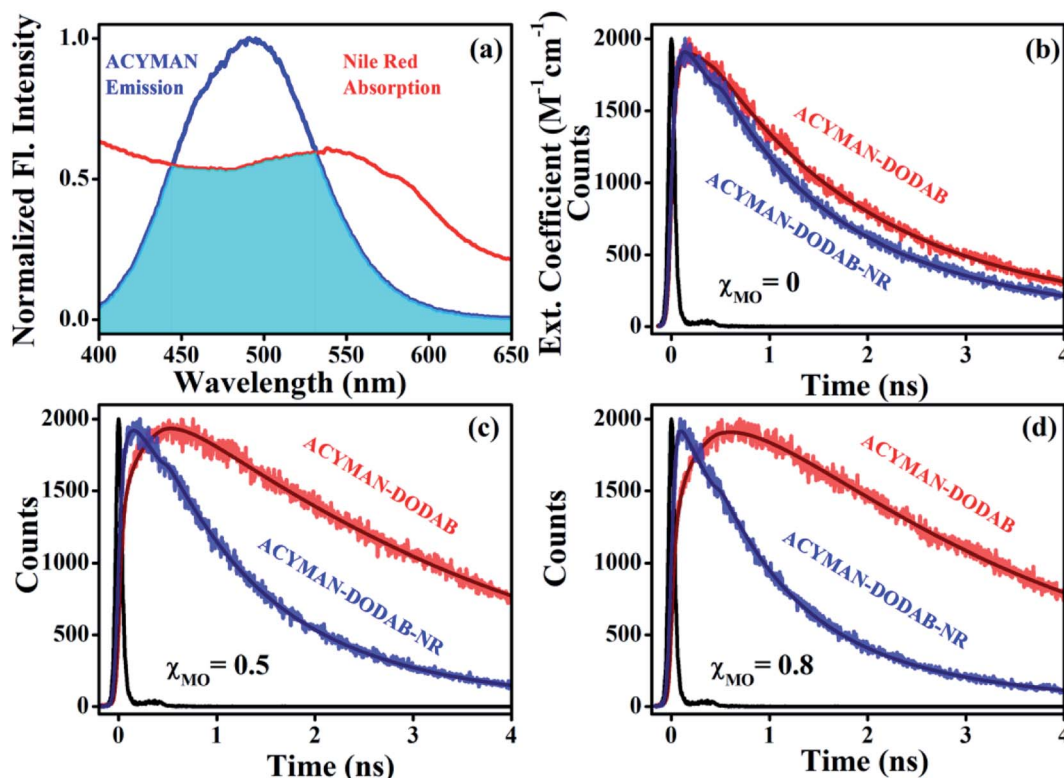 (a)
ACYMAN
Emission
Nile Red
Absorption
Normalized Fl. Intensity
1.0
0.5
0.0
400 450 500 550 600 650
Wavelength (nm)
Ext. Coefficient (M⁻¹cm⁻¹)
(b)
Counts
2000
1500
1000
500
0
ACYMAN-DODAB
ACYMAN-DODAB-NR
χMO= 0
0 1 2 3 4
Time (ns)
(c)
Counts
2000
1500
1000
500
0
ACYMAN-DODAB
ACYMAN-DODAB-NR
χMO= 0.5
0 1 2 3 4
Time (ns)
(d)
Counts
2000
1500
1000
500
0
ACYMAN-DODAB
ACYMAN-DODAB-NR
χMO= 0.8
0 1 2 3 4
Time (ns)